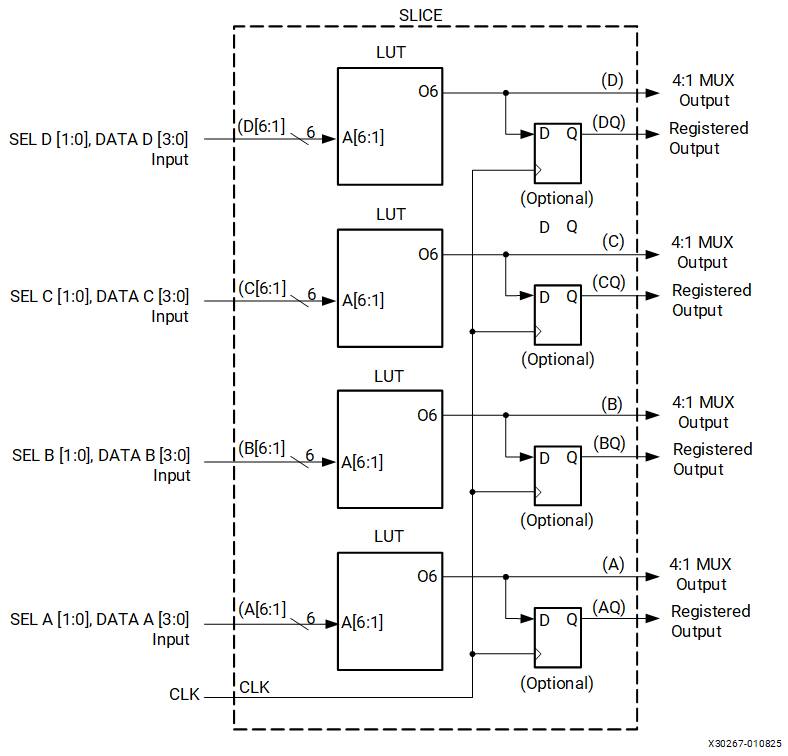 SLICE
LUT
O6
(D)
4:1 MUX
Output
SEL D [1:0], DATA D [3:0]
Input
(D[6:1]
6
A[6:1]
D Q
(DQ)
Registered
Output
(Optional)
D Q
LUT
O6
(C)
4:1 MUX
Output
SEL C [1:0], DATA C [3:0]
Input
(C[6:1]
6
A[6:1]
D Q
(CQ)
Registered
Output
(Optional)
LUT
O6
(B)
4:1 MUX
Output
SEL B [1:0], DATA B [3:0]
Input
(B[6:1]
6
A[6:1]
D Q
(BQ)
Registered
Output
(Optional)
LUT
O6
(A)
4:1 MUX
Output
SEL A [1:0], DATA A [3:0]
Input
(A[6:1]
6
A[6:1]
D Q
(AQ)
Registered
Output
(Optional)
CLK
CLK
X30267-010825